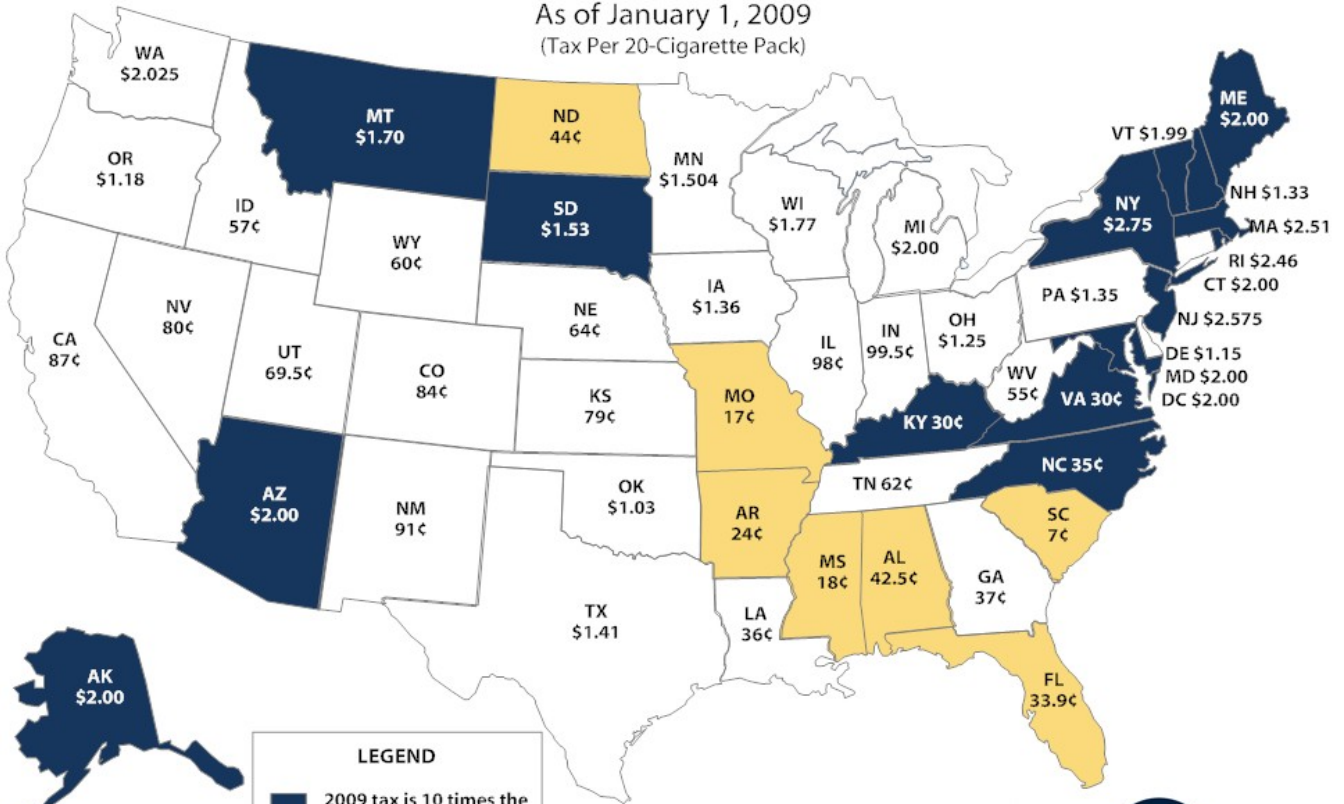 As of January 1, 2009
(Tax Per 20-Cigarette Pack)
WA
$2.025
MT
$1.70
ND
44¢
MN
$1.504
ME
$2.00
VT $1.99
OR
$1.18
ID
57¢
SD
$1.53
WI
$1.77
MI
$2.00
NY
$2.75
NH $1.33
MA $2.51
RI $2.46
CT $2.00
WY
60¢
IA
$1.36
PA $1.35
NJ $2.575
NV
80¢
NE
64¢
CA
87¢
UT
69.5¢
CO
84¢
IL
98¢
IN
99.5¢
OH
$1.25
DE $1.15
MD $2.00
DC $2.00
WV
55¢
VA 30¢
KS
79¢
MO
17¢
KY 30¢
NC 35¢
AZ
$2.00
NM
91¢
OK
$1.03
TN 62¢
AR
24¢
SC
7¢
MS
18¢
AL
42.5¢
GA
37¢
TX
$1.41
LA
36¢
AK
$2.00
FL
33.9¢
LEGEND
2009 tax is 10 times the